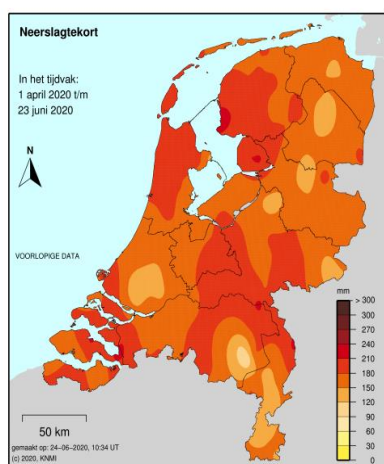 Neerslagtekort
In het tijdvak:
1 april 2020 t/m
23 juni 2020
N
VOORLOPIGE DATA
mm
> 300
300
270
240
210
180
150
120
90
60
30
0
50 km
gemaakt op: 24-06-2020, 10:34 UT
(c) 2020, KNMI